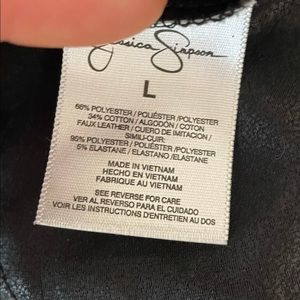 Jessica Simpson
L
66% POLYESTER / POLIÉSTER /POLYESTER
34% COTTON / ALGODÓN / COTON
FAUX LEATHER / CUERO DE IMITACION /
SIMILI-CUIR:
95% POLYESTER / POLIÉSTER /POLYESTER
5% ELASTANE / ELASTANO /ELASTANE
MADE IN VIETNAM
HECHO EN VIETNAM
FABRIQUE AU VIETNAM
SEE REVERSE FOR CARE
VER AL REVERSO PARA EL CUIDADO
VOIR LES INSTRUCTIONS D'ENTRETIEN AU DOS